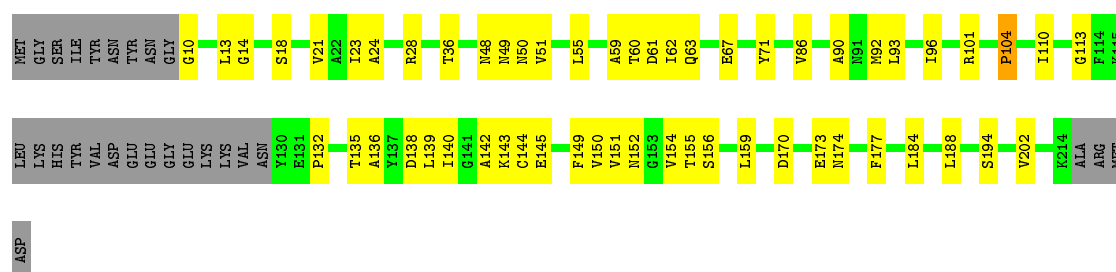 MET GLY SER ILE TYR ASN TYR ASN GLY G10 L13 G14 S18 V21 A22 I23 A24 R28 T36 N48 N49 N50 V51 L55 A59 T60 D61 I62 Q63 E67 Y71 V86 A90 N91 M92 L93 I96 R101 P104 I110 G113 F114 K115
LEU LYS HIS TYR VAL ASP GLU GLU GLY GLU LYS LYS VAL ASN Y130 E131 P132 T135 A136 Y137 D138 L139 I140 G141 A142 K143 C144 E145 F149 V150 V151 N152 G153 V154 T155 S156 L159 D170 E173 N174 F177 L184 L188 S194 V202 K214 ALA ARG MET
ASP